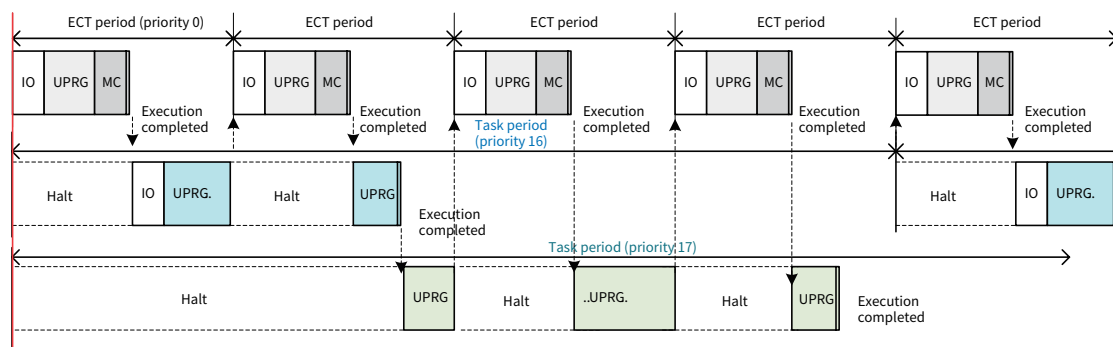 ECT period (priority 0)
ECT period
ECT period
ECT period
ECT period
IO UPRG MC
IO UPRG MC
IO UPRG MC
IO UPRG MC
IO UPRG MC
Execution
completed
Execution
completed
Execution
completed
Execution
completed
Execution
completed
Task period
(priority 16)
Halt
IO UPRG.
Halt
UPRG
Halt
IO UPRG.
Execution
completed
Task period (priority 17)
Halt
UPRG
Halt
..UPRG.
Halt
UPRG
Execution
completed